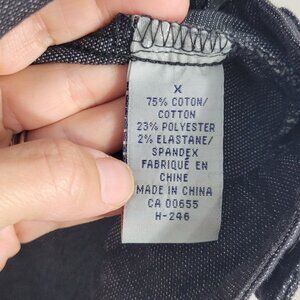 X
75% COTON/
COTTON
23% POLYESTER
2% ELASTANE/
SPANDEX
FABRIQUÉ EN
CHINE
MADE IN CHINA
CA 00655
H-246